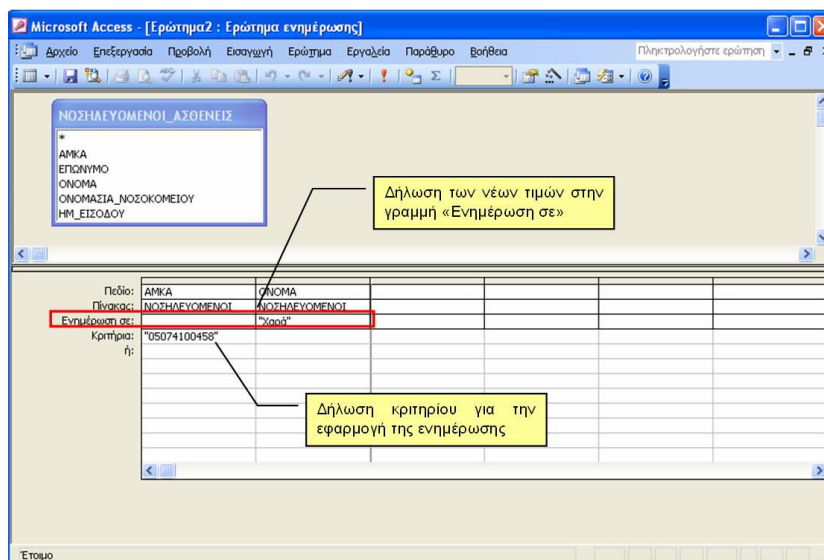 Microsoft Access - [Ερώτημα2 : Ερώτημα ενημέρωσης]
Αρχείο Επεξεργασία Προβολή Εισαγωγή Ερώτημα Εργαλεία Παράθυρο Βοήθεια Πληκτρολογήστε ερώτηση
ΝΟΣΗΛΕΥΟΜΕΝΟΙ_ΑΣΘΕΝΕΙΣ
*
ΑΜΚΑ
ΕΠΩΝΥΜΟ
ΟΝΟΜΑ
ΟΝΟΜΑΣΙΑ_ΝΟΣΟΚΟΜΕΙΟΥ
ΗΜ_ΕΙΣΟΔΟΥ
Δήλωση των νέων τιμών στην
γραμμή «Ενημέρωση σε»
Πεδίο: ΑΜΚΑ ΟΝΟΜΑ
Πίνακας: ΝΟΣΗΛΕΥΟΜΕΝΟΙ ΝΟΣΗΛΕΥΟΜΕΝΟΙ
Ενημέρωση σε: "Χαρά"
Κριτήρια: "05074100458"
ή:
Δήλωση κριτηρίου για την
εφαρμογή της ενημέρωσης
Έτοιμο